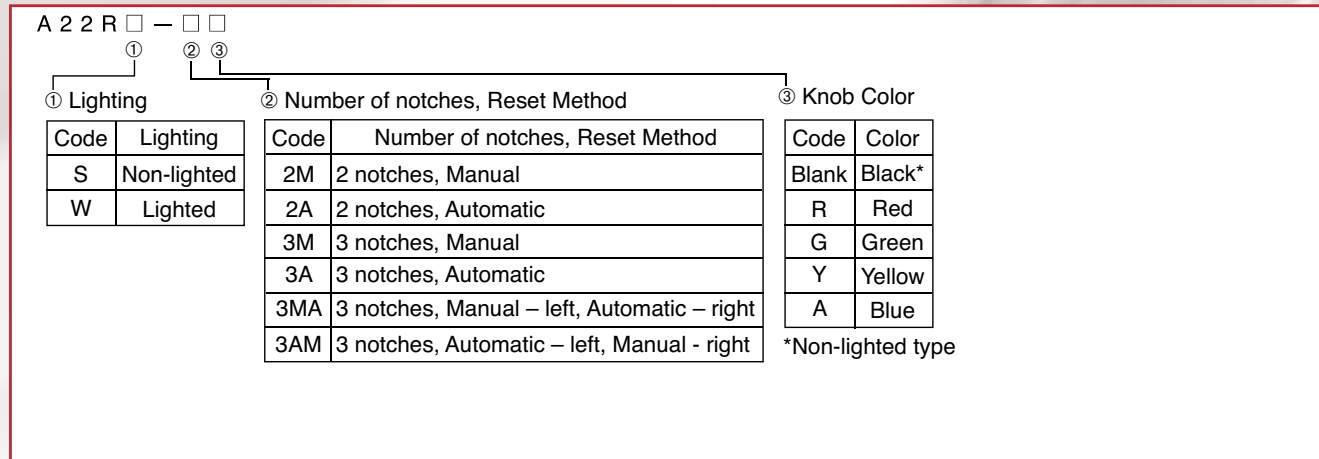 A 2 2 R □ — □ □
① ② ③
① Lighting
Code Lighting
S Non-lighted
W Lighted
② Number of notches, Reset Method
Code Number of notches, Reset Method
2M 2 notches, Manual
2A 2 notches, Automatic
3M 3 notches, Manual
3A 3 notches, Automatic
3MA 3 notches, Manual – left, Automatic – right
3AM 3 notches, Automatic – left, Manual - right
③ Knob Color
Code Color
Blank Black*
R Red
G Green
Y Yellow
A Blue
*Non-lighted type